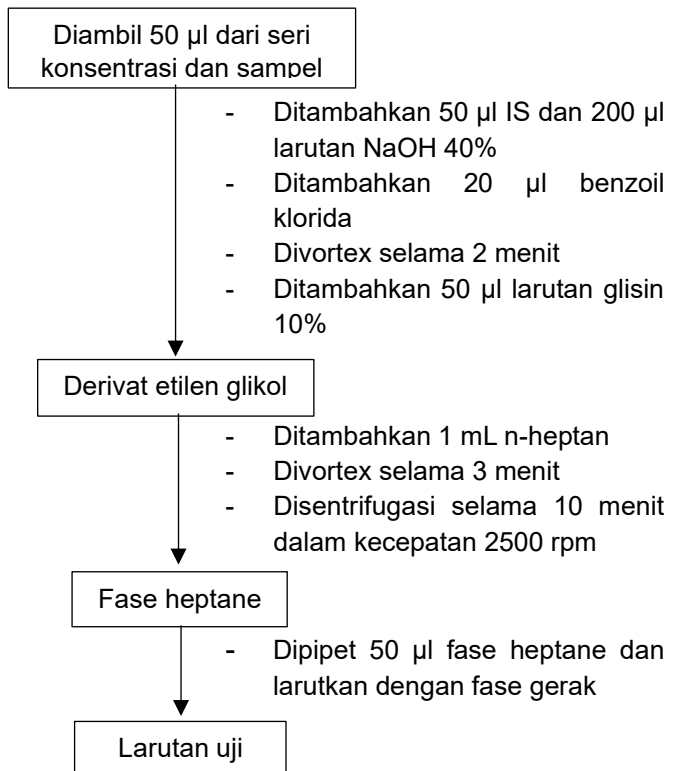 Diambil 50 µl dari seri
konsentrasi dan sampel
- Ditambahkan 50 µl IS dan 200 µl
larutan NaOH 40%
- Ditambahkan 20 µl benzoil
klorida
- Divortex selama 2 menit
- Ditambahkan 50 µl larutan glisin
10%
Derivat etilen glikol
- Ditambahkan 1 mL n-heptan
- Divortex selama 3 menit
- Disentrifugasi selama 10 menit
dalam kecepatan 2500 rpm
Fase heptane
- Dipipet 50 µl fase heptane dan
larutkan dengan fase gerak
Larutan uji